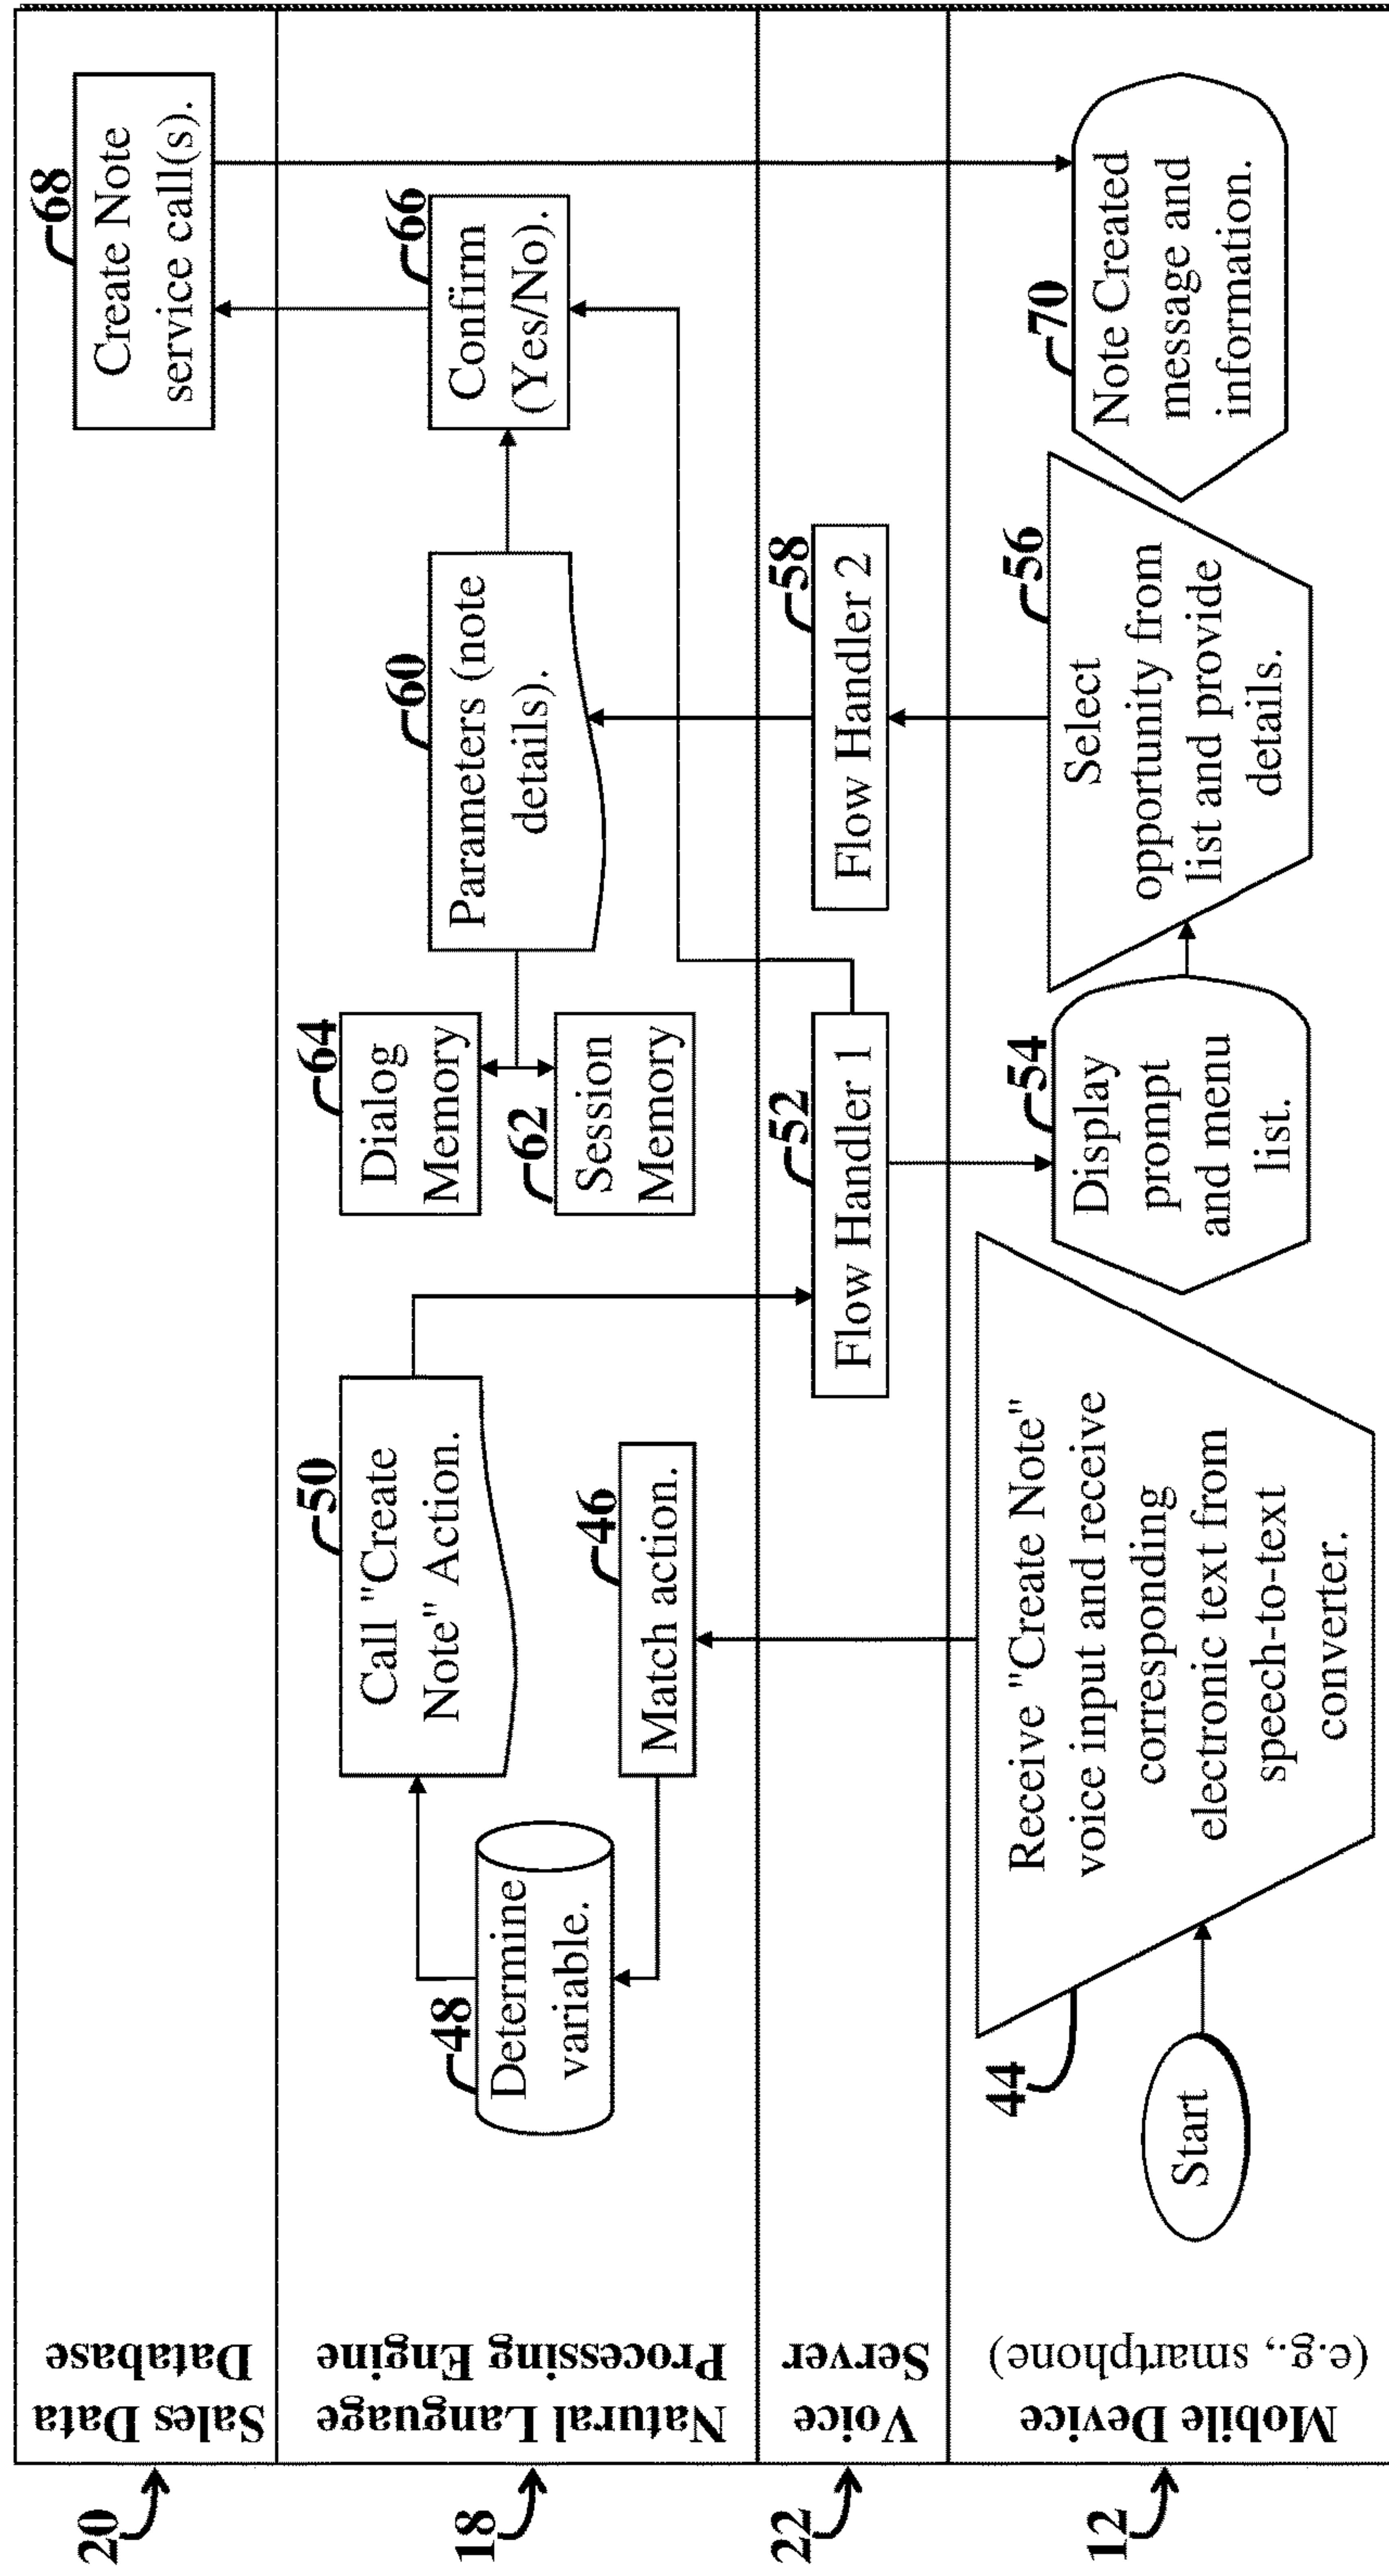 20
Sales Data
Database
18
Natural Language
Processing Engine
22
Voice
Server
12
Mobile Device
(e.g., smartphone)
Start
44
Receive "Create Note"
voice input and receive
corresponding
electronic text from
speech-to-text
converter.
46
Match action.
48
Determine
variable.
50
Call "Create
Note" Action.
52
Flow Handler 1
54
Display
prompt
and menu
list.
56
Select
opportunity from
list and provide
details.
58
Flow Handler 2
60
Parameters (note
details).
62
Session
Memory
64
Dialog
Memory
66
Confirm
(Yes/No).
68
Create Note
service call(s).
70
Note Created
message and
information.